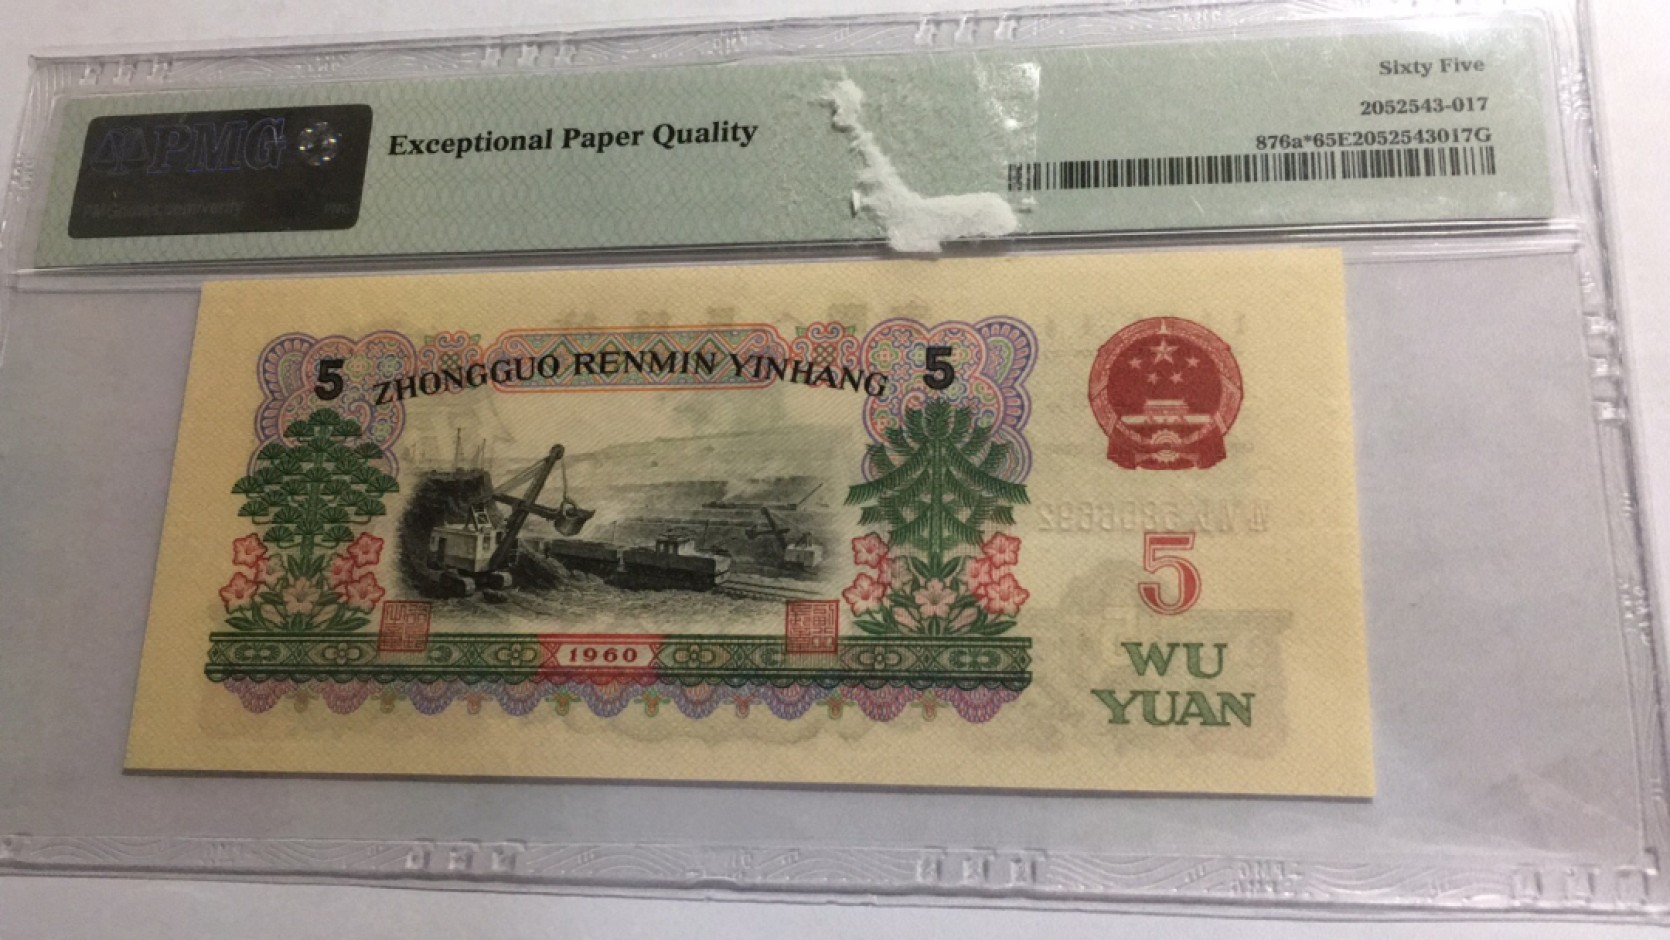 Sixty Five
PMG
Exceptional Paper Quality
2052543-017
876a*65E2052543017G
5
ZHONGGUO RENMIN YINHANG
5
5
1960
WU
YUAN